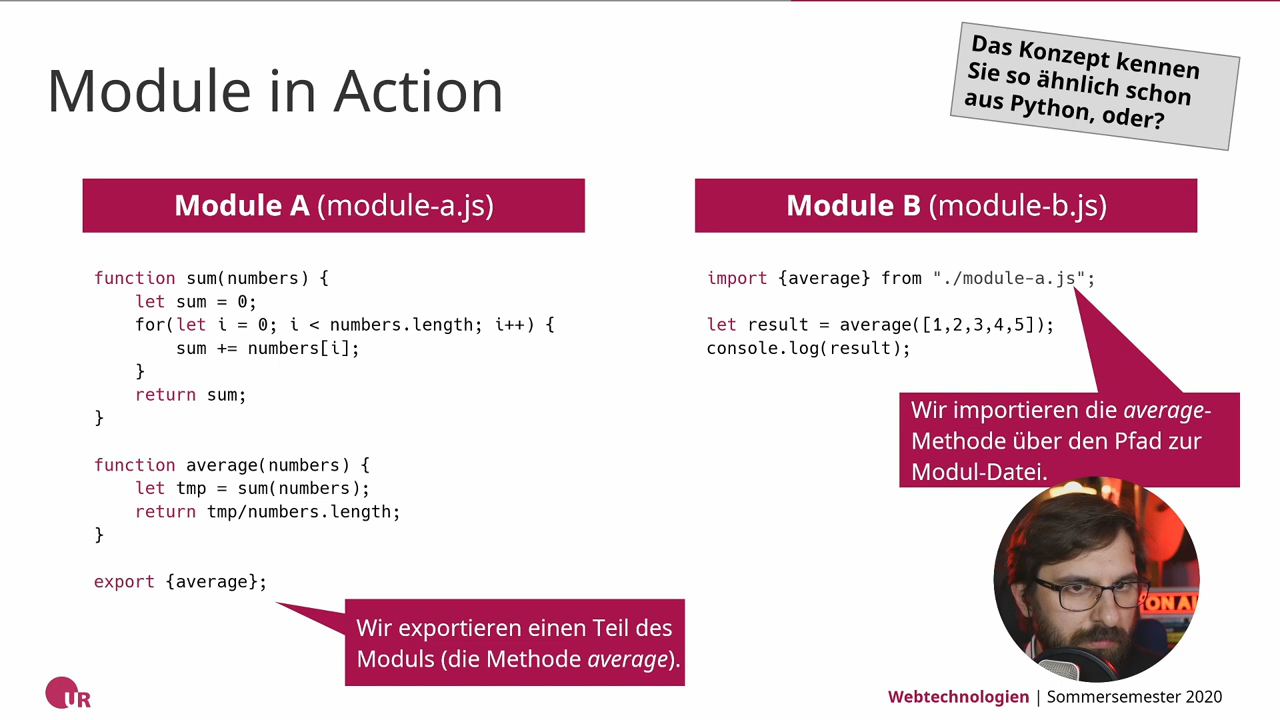 Module in Action
Das Konzept kennen
Sie so ähnlich schon
aus Python, oder?
Module A (module-a.js)
function sum(numbers) {
    let sum = 0;
    for(let i = 0; i < numbers.length; i++) {
        sum += numbers[i];
    }
    return sum;
}
function average(numbers) {
    let tmp = sum(numbers);
    return tmp/numbers.length;
}
export {average};
Wir exportieren einen Teil des
Moduls (die Methode average).
Module B (module-b.js)
import {average} from "./module-a.js";
let result = average([1,2,3,4,5]);
console.log(result);
Wir importieren die average-
Methode über den Pfad zur
Modul-Datei.
ON AI
UR
Webtechnologien | Sommersemester 2020